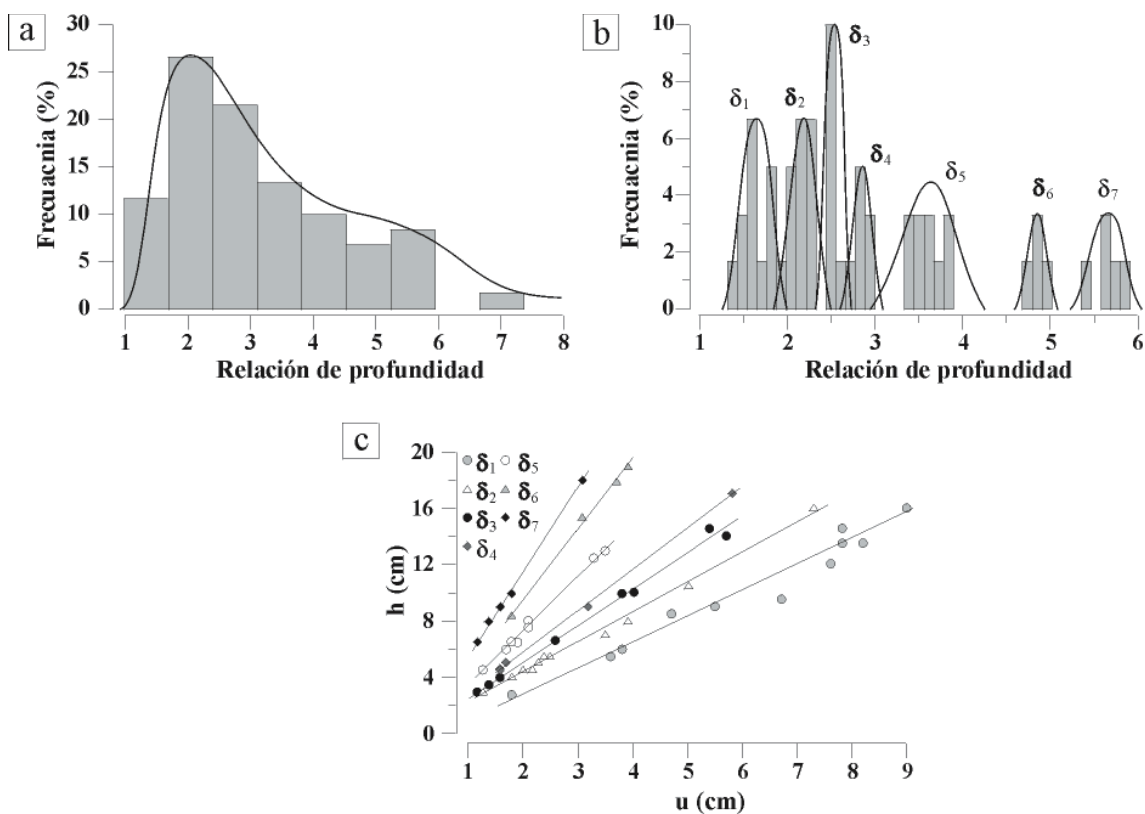 a
30
25
20
15
10
5
0
Frecuacnia (%)
1 2 3 4 5 6 7 8
Relación de profundidad
b
10
8
6
4
2
0
Frecuacnia (%)
δ1 δ2 δ3 δ4 δ5 δ6 δ7
1 2 3 4 5 6
Relación de profundidad
c
20
16
12
8
4
0
h (cm)
δ1 δ5
δ2 δ6
δ3 δ7
δ4
1 2 3 4 5 6 7 8 9
u (cm)